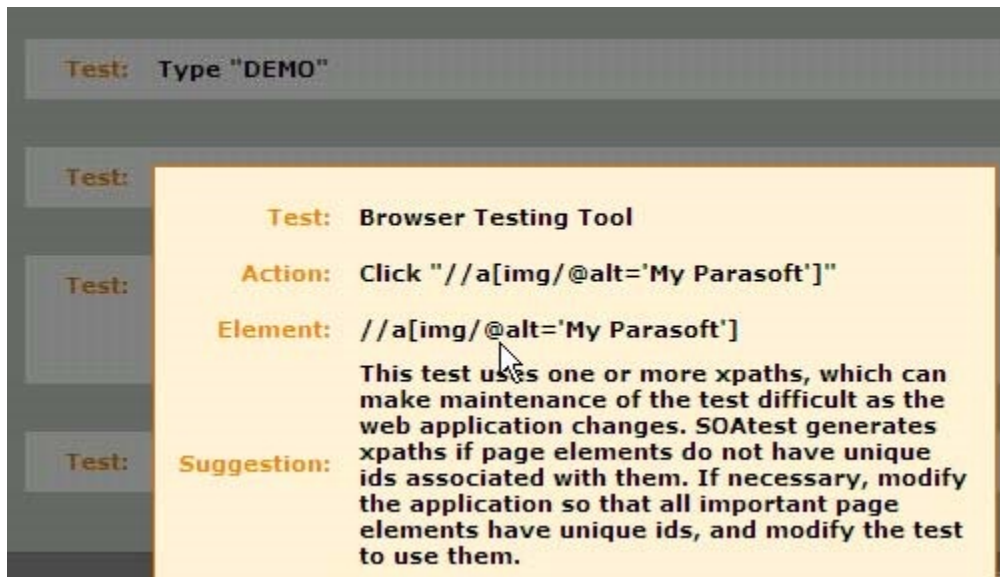 Test: Type "DEMO"
Test:
Test: Browser Testing Tool
Action: Click "//a[img/@alt='My Parasoft']"
Test:
Element: //a[img/@alt='My Parasoft']
This test uses one or more xpaths, which can
make maintenance of the test difficult as the
web application changes. SOAtest generates
Test:
Suggestion: xpaths if page elements do not have unique
ids associated with them. If necessary, modify
the application so that all important page
elements have unique ids, and modify the test
to use them.